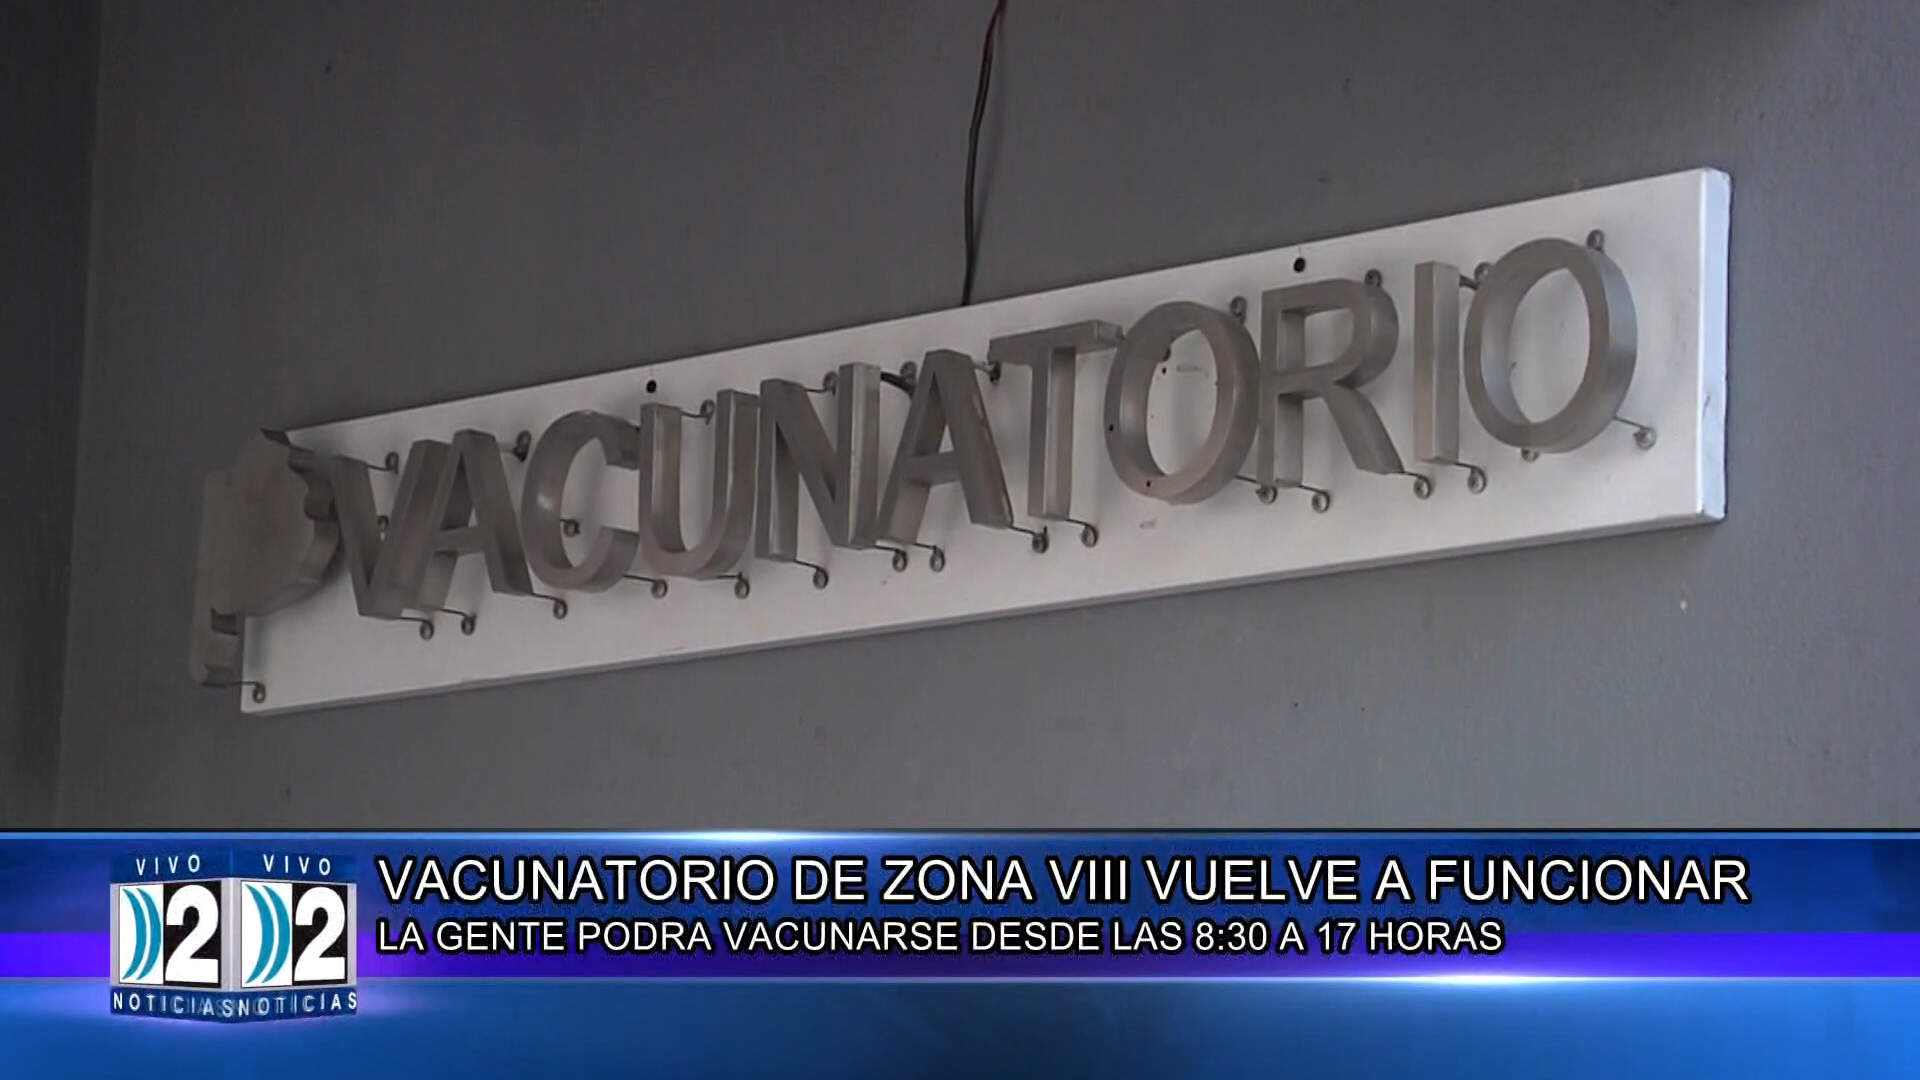 VACUNATORIO
VIVO VIVO
2 2
NOTICIAS NOTICIAS
VACUNATORIO DE ZONA VIII VUELVE A FUNCIONAR
LA GENTE PODRA VACUNARSE DESDE LAS 8:30 A 17 HORAS